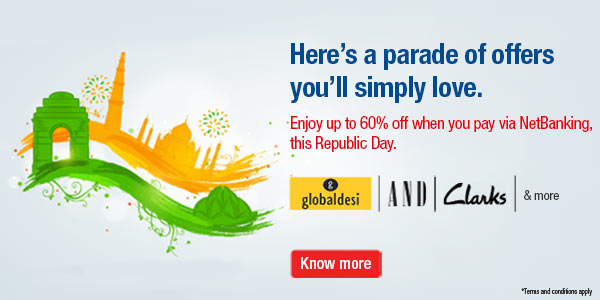 Here's a parade of offers
you'll simply love.
Enjoy up to 60% off when you pay via NetBanking,
this Republic Day.
g
globaldesi
AND
Clarks
& more
Know more
*Terms and conditions apply